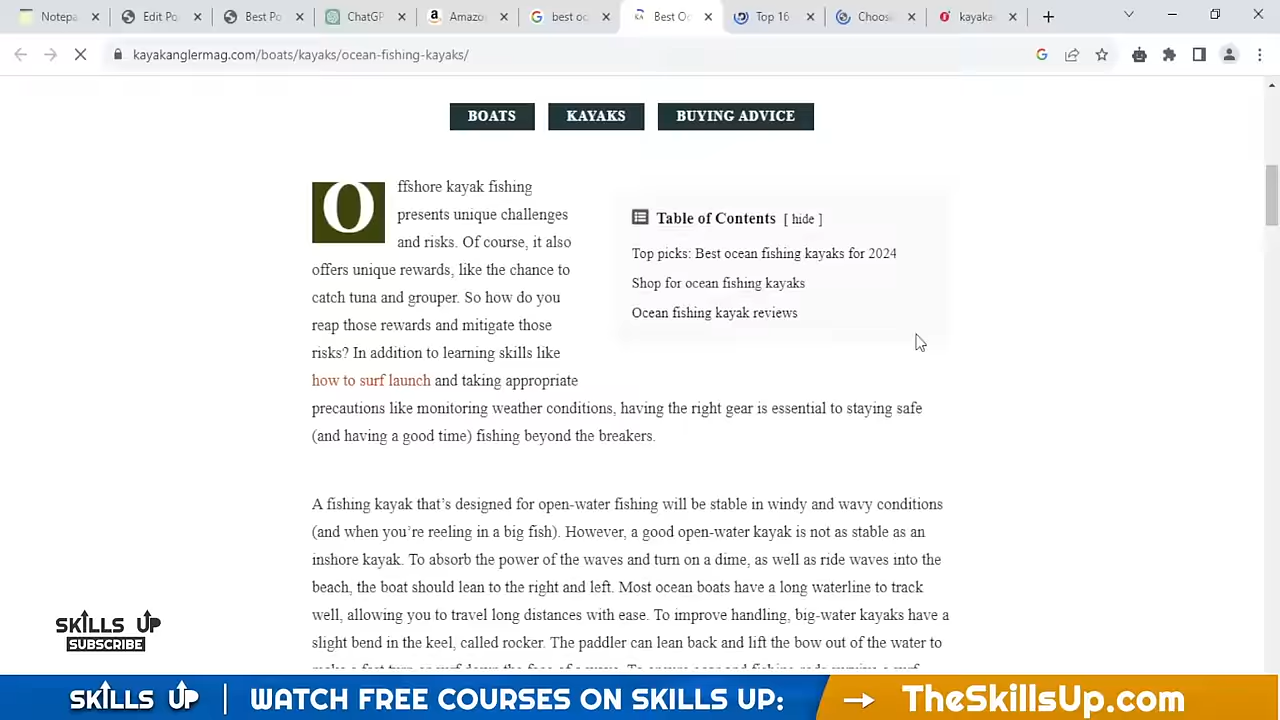 Notepa
Edit Po
Best Po
ChatGP
Amazo
best oc
Best Oc
Top 16
Choose
kayaka
kayakanglermag.com/boats/kayaks/ocean-fishing-kayaks/
BOATS
KAYAKS
BUYING ADVICE
Offshore kayak fishing
presents unique challenges
and risks. Of course, it also
offers unique rewards, like the chance to
catch tuna and grouper. So how do you
reap those rewards and mitigate those
risks? In addition to learning skills like
how to surf launch and taking appropriate
precautions like monitoring weather conditions, having the right gear is essential to staying safe
(and having a good time) fishing beyond the breakers.
Table of Contents [ hide ]
Top picks: Best ocean fishing kayaks for 2024
Shop for ocean fishing kayaks
Ocean fishing kayak reviews
A fishing kayak that's designed for open-water fishing will be stable in windy and wavy conditions
(and when you're reeling in a big fish). However, a good open-water kayak is not as stable as an
inshore kayak. To absorb the power of the waves and turn on a dime, as well as ride waves into the
beach, the boat should lean to the right and left. Most ocean boats have a long waterline to track
well, allowing you to travel long distances with ease. To improve handling, big-water kayaks have a
slight bend in the keel, called rocker. The paddler can lean back and lift the bow out of the water to
SKILLS UP
SUBSCRIBE
SKILLS UP
WATCH FREE COURSES ON SKILLS UP:
TheSkillsUp.com